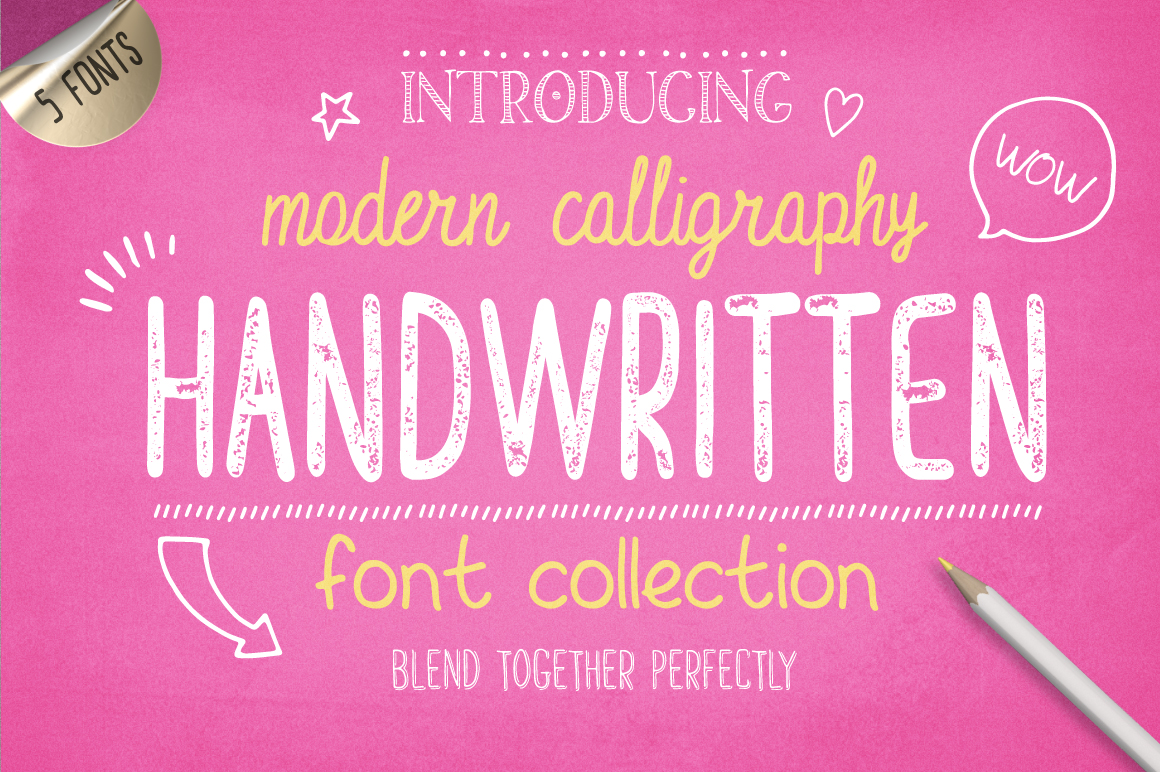 5 FONTS
INTRODUCING
modern calligraphy
WOW
HANDWRITTEN
font collection
BLEND TOGETHER PERFECTLY